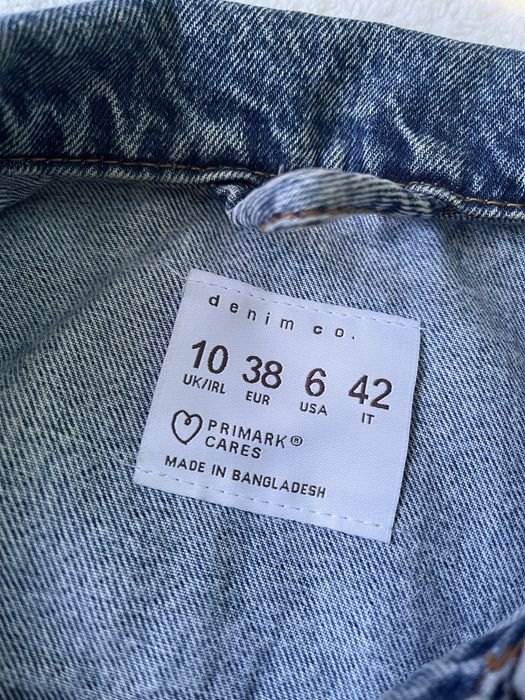 denim co.
10 38 6 42
UK/IRL EUR USA IT
PRIMARK®
CARES
MADE IN BANGLADESH